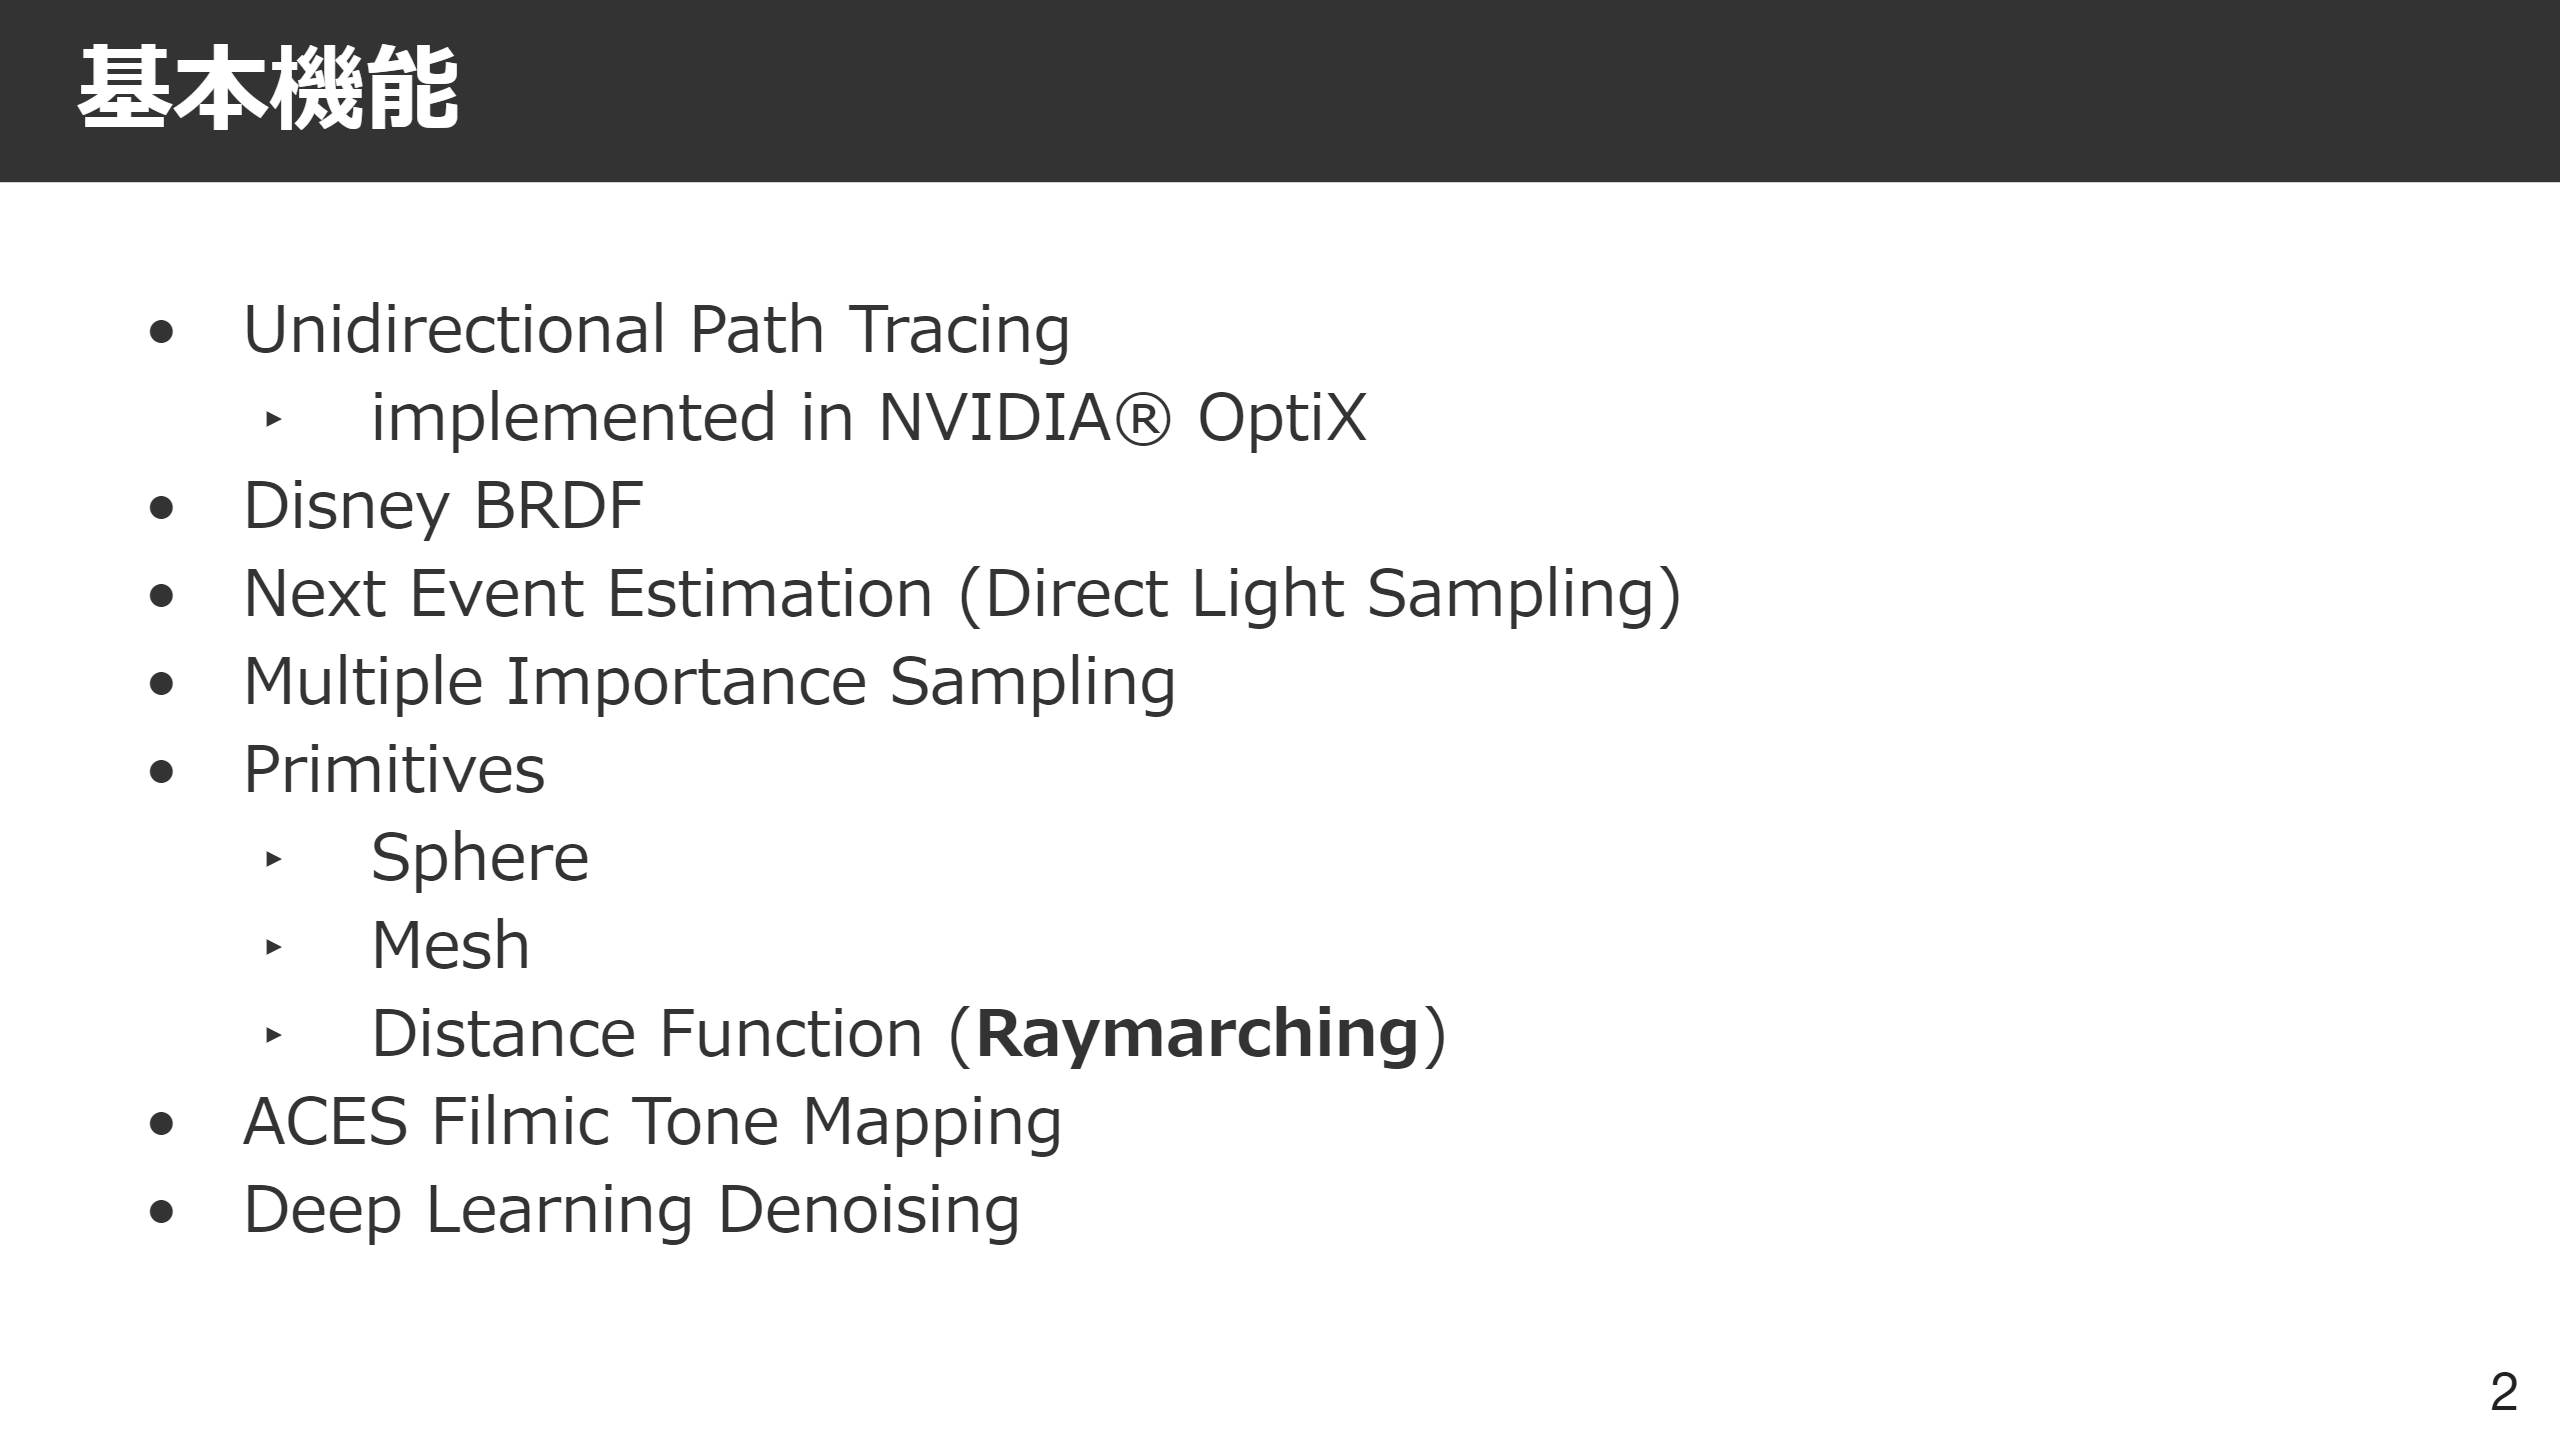 基本機能
• Unidirectional Path Tracing
‣ implemented in NVIDIA® OptiX
• Disney BRDF
• Next Event Estimation (Direct Light Sampling)
• Multiple Importance Sampling
• Primitives
‣ Sphere
‣ Mesh
‣ Distance Function (Raymarching)
• ACES Filmic Tone Mapping
• Deep Learning Denoising
2